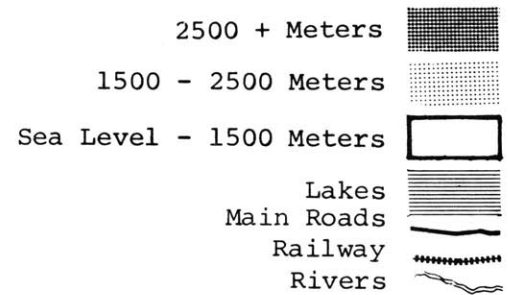 2500 + Meters
1500 - 2500 Meters
Sea Level - 1500 Meters
Lakes
Main Roads
Railway
Rivers